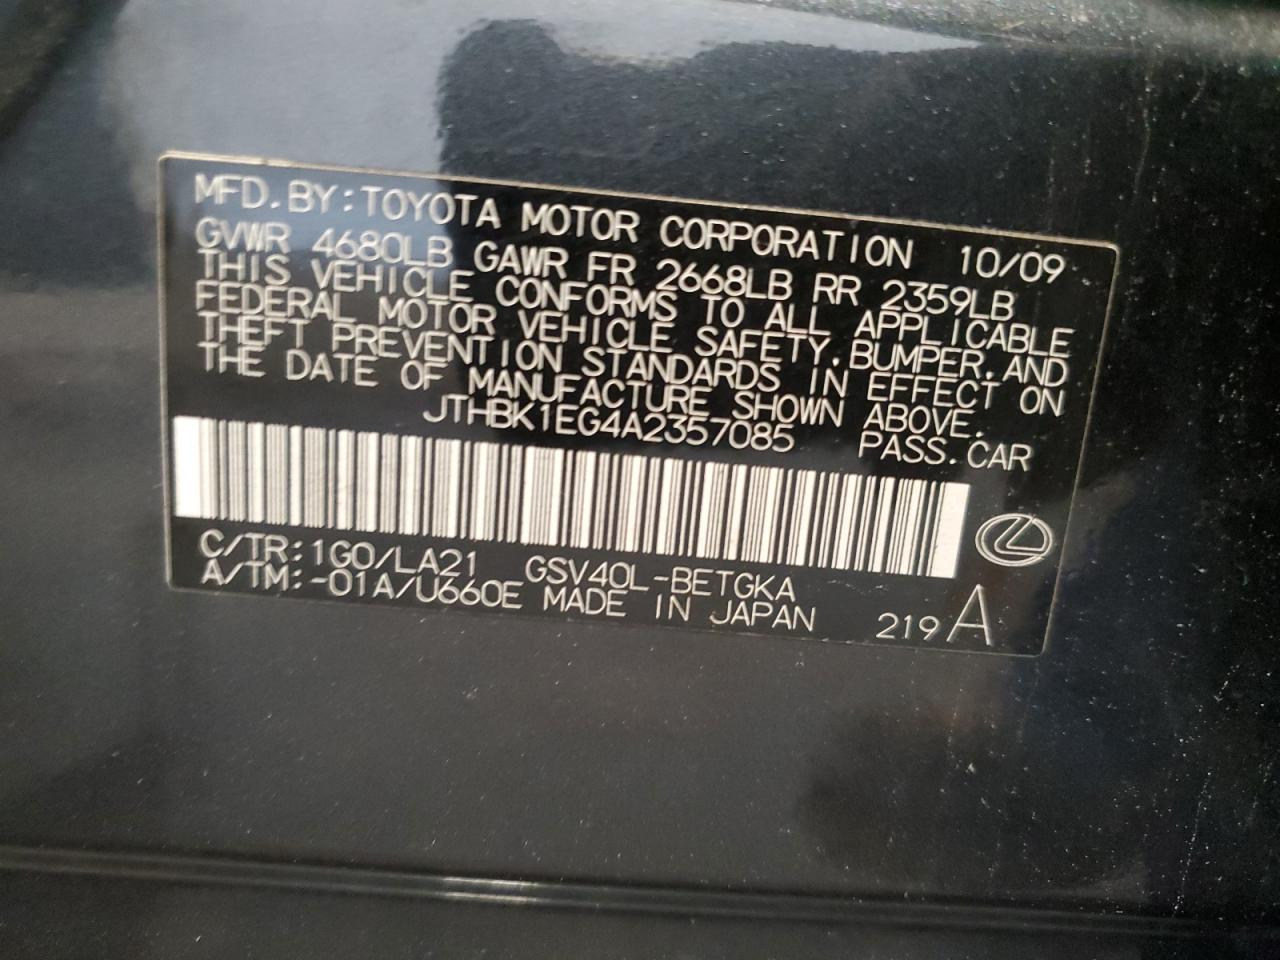 MFD. BY: TOYOTA MOTOR CORPORATION 10/09
GVWR 4680LB GAWR FR 2668LB RR 2359LB
THIS VEHICLE CONFORMS TO ALL APPLICABLE
FEDERAL MOTOR VEHICLE SAFETY, BUMPER, AND
THEFT PREVENTION STANDARDS IN EFFECT ON
THE DATE OF MANUFACTURE SHOWN ABOVE.
JTHBK1EG4A2357085 PASS. CAR
C/TR: 1G0/LA21 GSV40L-BETGKA
A/TM: -01A/U660E MADE IN JAPAN 219 A